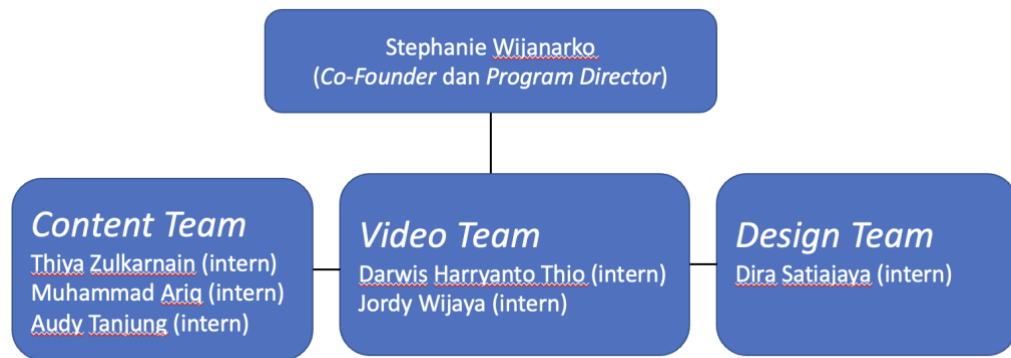 Stephanie Wijanarko
(Co-Founder dan Program Director)
Content Team
Thiya Zulkarnain (intern)
Muhammad Ariq (intern)
Audy Tanjung (intern)
Video Team
Darwis Harryanto Thio (intern)
Jordy Wijaya (intern)
Design Team
Dira Satiajaya (intern)